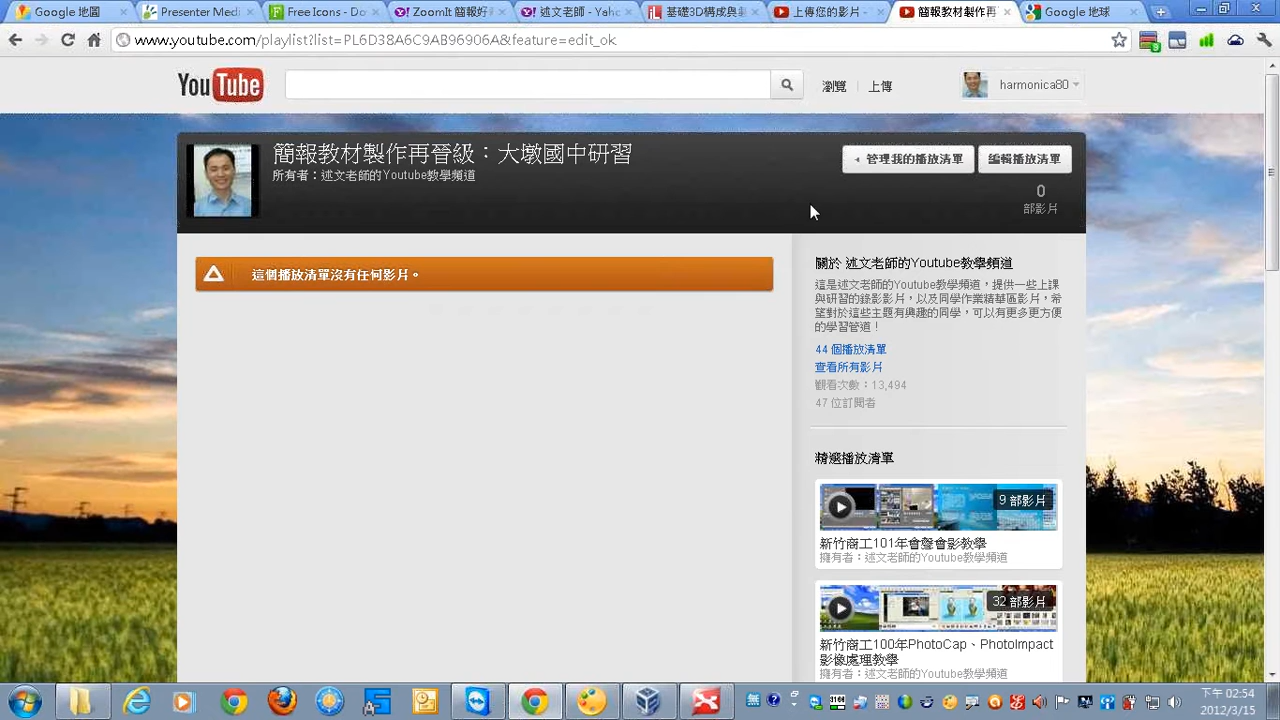 Google 地圖
Presenter Medi
Free Icons - Do
ZoomIt 簡報好
述文老師 - Yaho
基礎3D構成與
上傳您的影片 -
簡報教材製作再
Google 地球
www.youtube.com/playlist?list=PL6D38A6C9AB96906A&feature=edit_ok
YouTube
瀏覽
上傳
harmonica80
簡報教材製作再晉級：大墩國中研習
所有者：述文老師的Youtube教學頻道
管理我的播放清單
編輯播放清單
0
部影片
這個播放清單沒有任何影片。
關於 述文老師的Youtube教學頻道
這是述文老師的Youtube教學頻道，提供一些上課
與研習的錄影影片，以及同學作業精華區影片，希
望對於這些主題有興趣的同學，可以有更多更方便
的學習管道！
44 個播放清單
查看所有影片
觀看次數：13,494
47 位訂閱者
精選播放清單
9 部影片
新竹商工101年會聲會影教學
擁有者：述文老師的Youtube教學頻道
32 部影片
新竹商工100年PhotoCap、PhotoImpact
影像處理教學
擁有者：述文老師的Youtube教學頻道
無
下午 02:54
2012/3/15